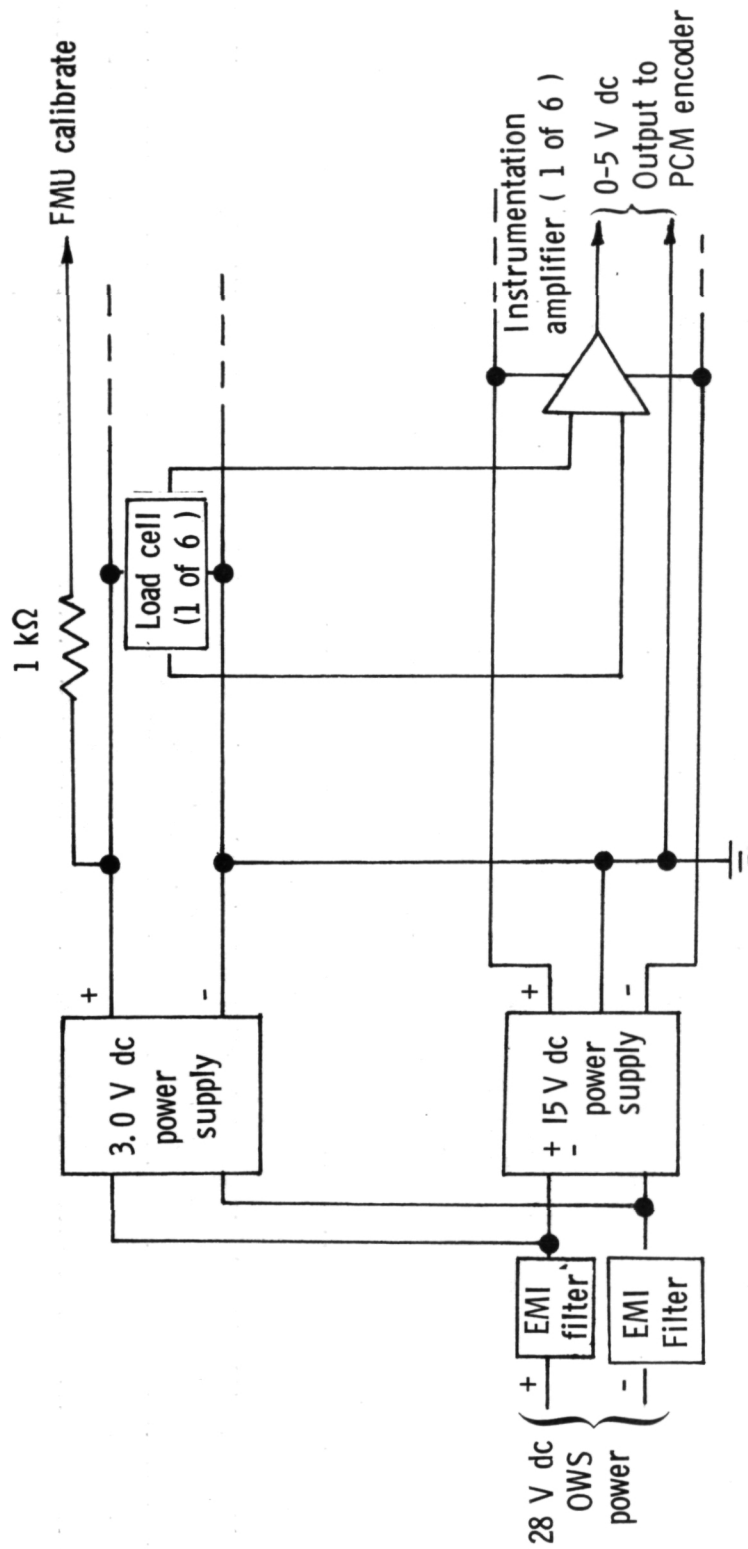 1 kΩ
FMU calibrate
+
3.0 V dc
power
supply
-
Load cell
(1 of 6)
Instrumentation
amplifier (1 of 6)
28 V dc
OWS
power
+
-
EMI
filter
EMI
Filter
+
-
15 V dc
power
supply
+
-
0-5 V dc
Output to
PCM encoder